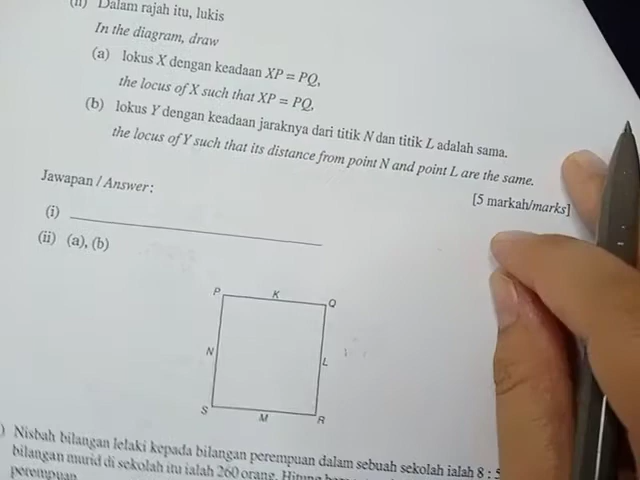 (ii) Dalam rajah itu, lukis
In the diagram, draw
(a) lokus X dengan keadaan XP = PQ,
the locus of X such that XP = PQ,
(b) lokus Y dengan keadaan jaraknya dari titik N dan titik L adalah sama.
the locus of Y such that its distance from point N and point L are the same.
[5 markah/marks]
Jawapan / Answer :
(i)
(ii) (a), (b)
P K Q
N L
S M R
) Nisbah bilangan lelaki kepada bilangan perempuan dalam sebuah sekolah ialah 8 : 5
bilangan murid di sekolah itu ialah 260 orang. Hitung
perempuan